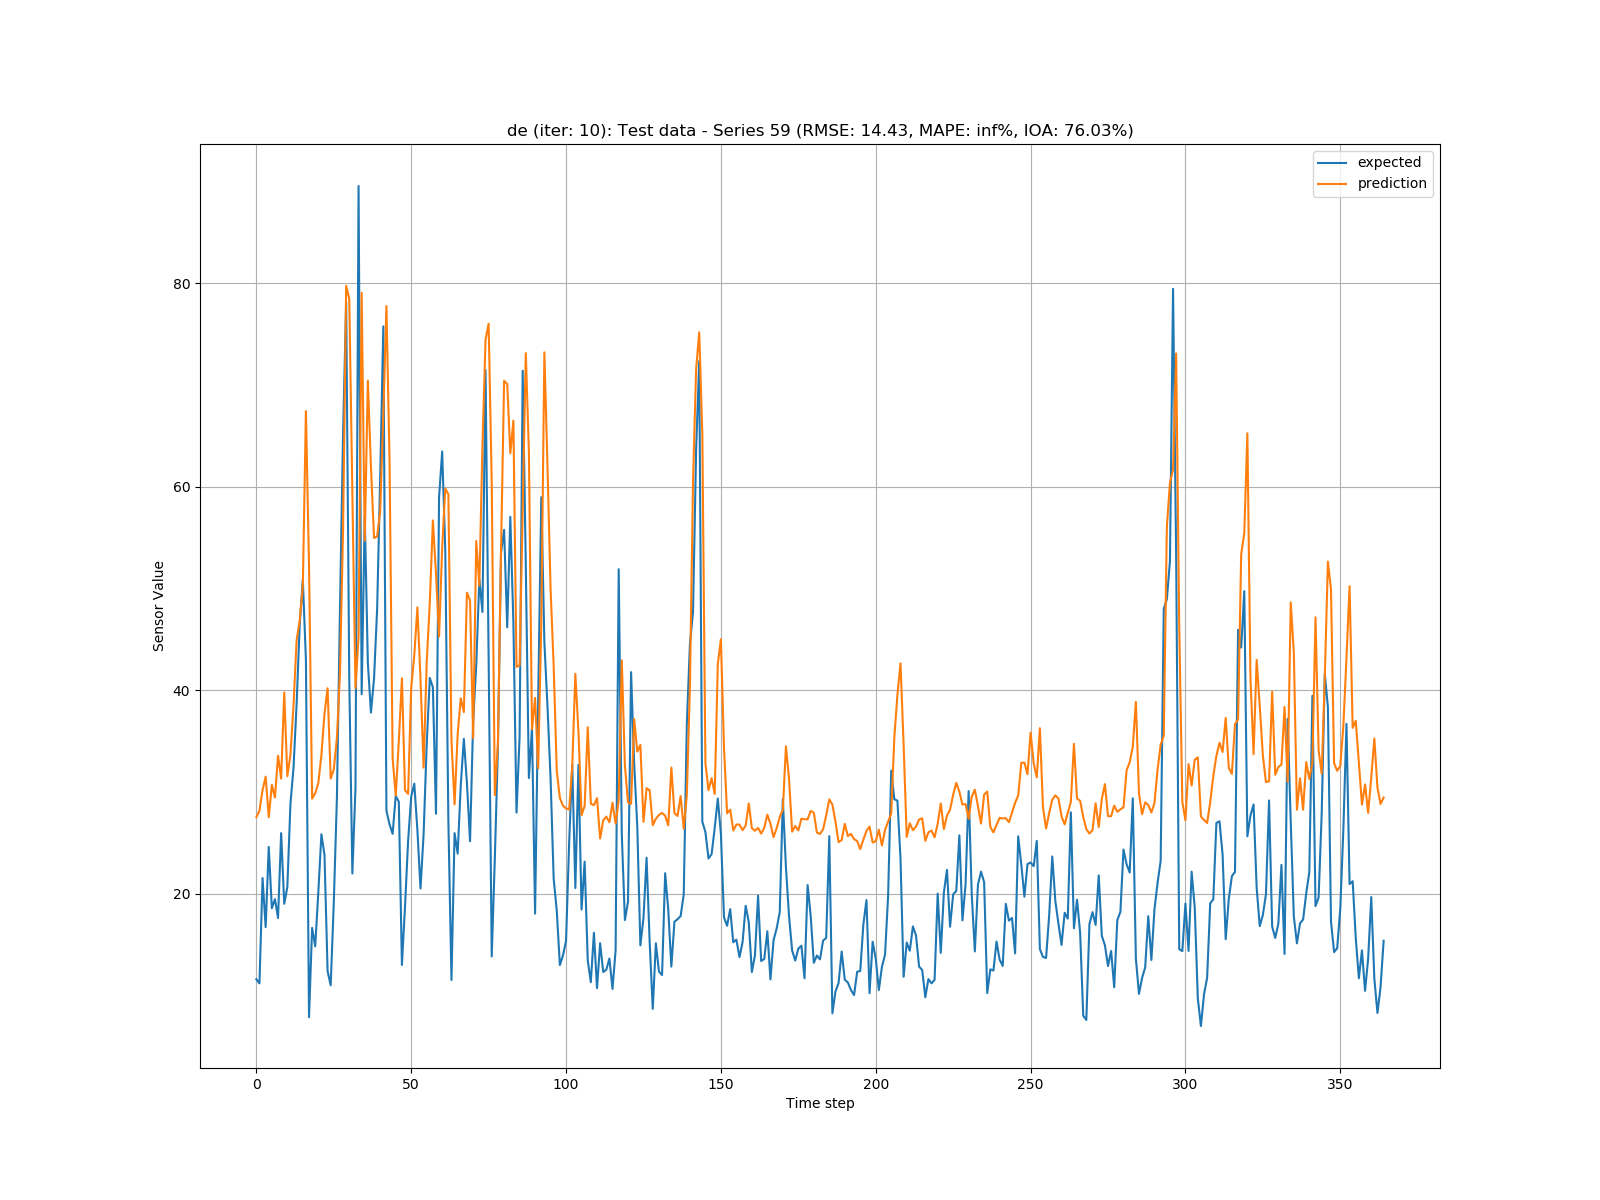 de (iter: 10): Test data - Series 59 (RMSE: 14.43, MAPE: inf%, IOA: 76.03%)
expected
prediction
80
60
40
20
Sensor Value
0 50 100 150 200 250 300 350
Time step